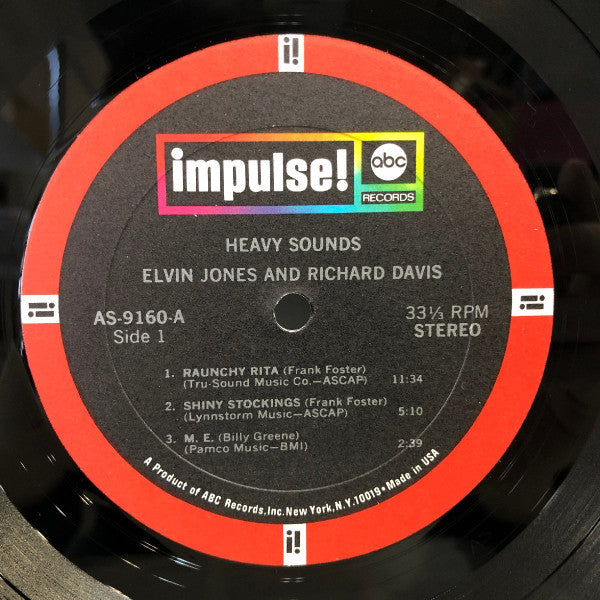 i!
impulse!
abc
RECORDS
HEAVY SOUNDS
ELVIN JONES AND RICHARD DAVIS
AS-9160-A
Side 1
33⅓ RPM
STEREO
i!
i!
1. RAUNCHY RITA (Frank Foster)
(Tru-Sound Music Co.—ASCAP) 11:34
2. SHINY STOCKINGS (Frank Foster)
(Lynnstorm Music—ASCAP) 5:10
3. M. E. (Billy Greene)
(Pamco Music—BMI) 2:39
A Product of ABC Records, Inc. New York, N.Y. 10019 • Made in USA
i!